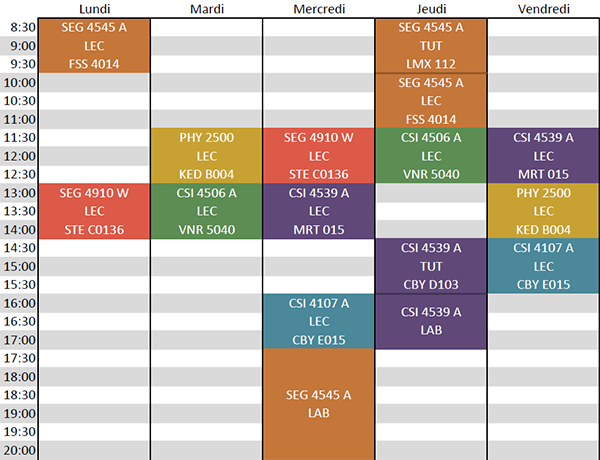 Lundi Mardi Mercredi Jeudi Vendredi
8:30 SEG 4545 A SEG 4545 A
9:00 LEC TUT
9:30 FSS 4014 LMX 112
10:00 SEG 4545 A
10:30 LEC
11:00 FSS 4014
11:30 PHY 2500 SEG 4910 W CSI 4506 A CSI 4539 A
12:00 LEC LEC LEC LEC
12:30 KED B004 STE C0136 VNR 5040 MRT 015
13:00 SEG 4910 W CSI 4506 A CSI 4539 A PHY 2500
13:30 LEC LEC LEC LEC
14:00 STE C0136 VNR 5040 MRT 015 KED B004
14:30 CSI 4539 A CSI 4107 A
15:00 TUT LEC
15:30 CBY D103 CBY E015
16:00 CSI 4107 A CSI 4539 A
16:30 LEC LAB
17:00 CBY E015
17:30
18:00
18:30 SEG 4545 A
19:00 LAB
19:30
20:00